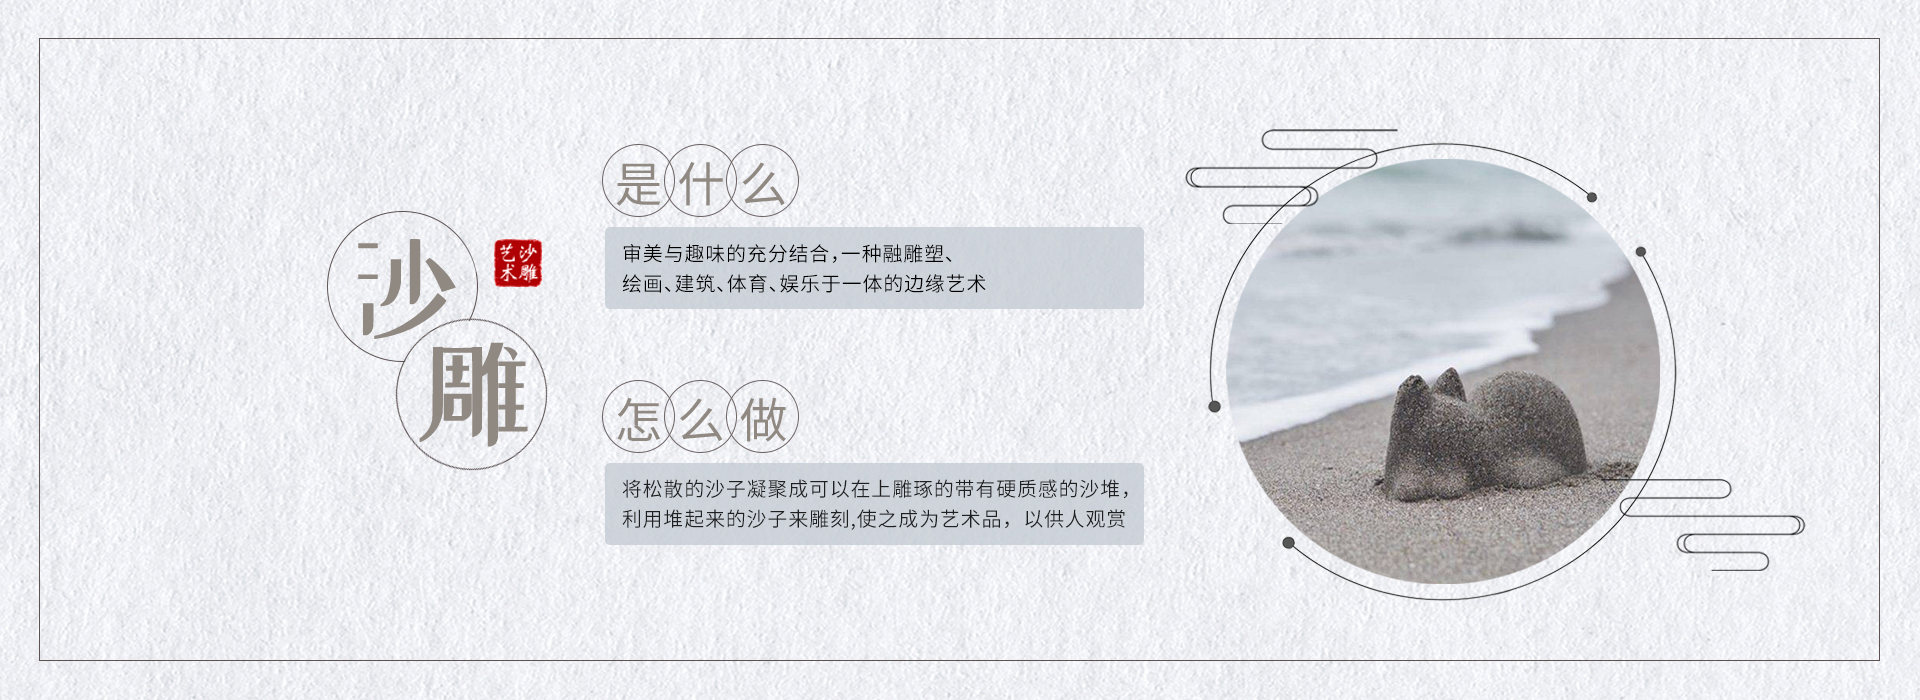 沙雕
沙雕
艺术
是什么
审美与趣味的充分结合,一种融雕塑、
绘画、建筑、体育、娱乐于一体的边缘艺术
怎么做
将松散的沙子凝聚成可以在上雕琢的带有硬质感的沙堆，
利用堆起来的沙子来雕刻,使之成为艺术品，以供人观赏